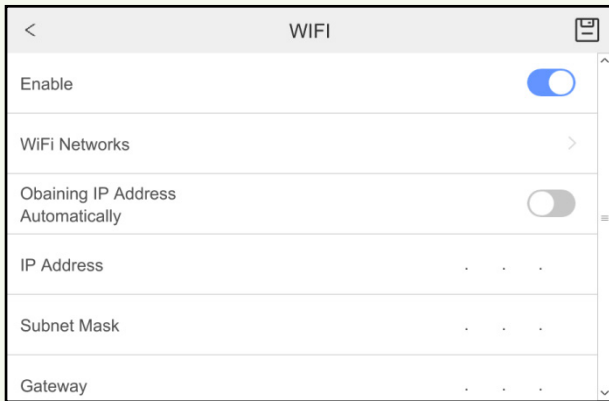 WIFI
Enable
WiFi Networks
Obaining IP Address
Automatically
IP Address . . .
Subnet Mask . . .
Gateway . . .